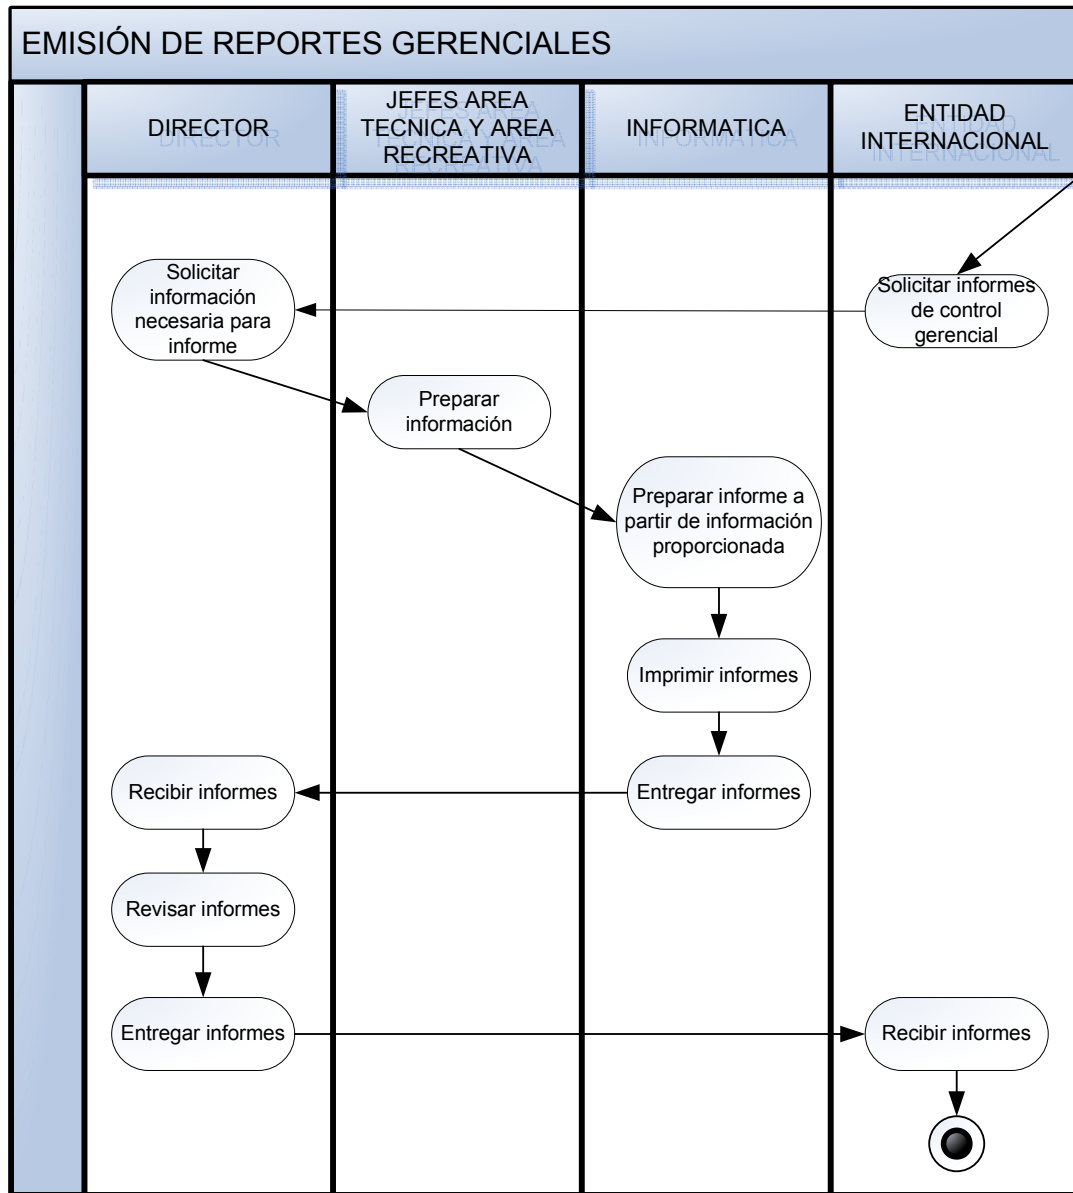 EMISIÓN DE REPORTES GERENCIALES
DIRECTOR
JEFES AREA
TECNICA Y AREA
RECREATIVA
INFORMATICA
ENTIDAD
INTERNACIONAL
Solicitar
información
necesaria para
informe
Solicitar informes
de control
gerencial
Preparar
información
Preparar informe a
partir de información
proporcionada
Imprimir informes
Recibir informes
Entregar informes
Revisar informes
Entregar informes
Recibir informes